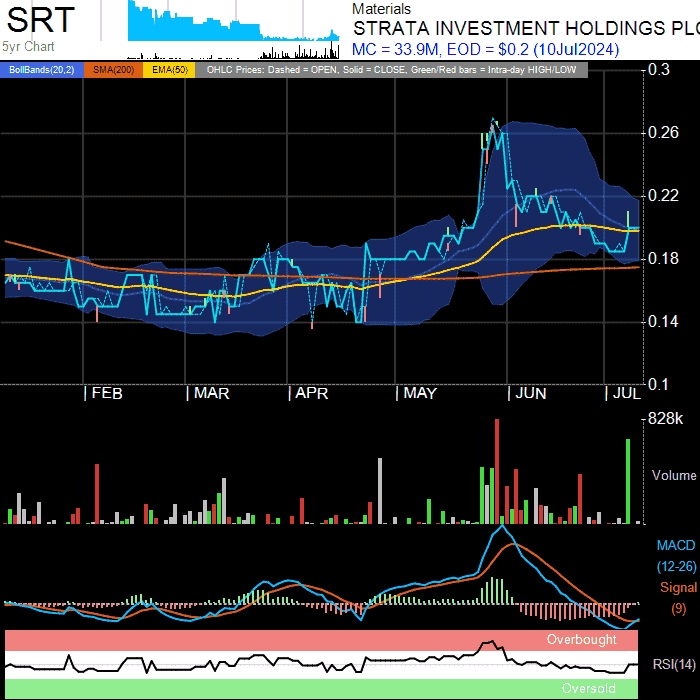 SRT
5yr Chart
Materials
STRATA INVESTMENT HOLDINGS PLC
MC = 33.9M, EOD = $0.2 (10Jul2024)
BollBands(20,2) SMA(200) EMA(50) OHLC Prices: Dashed = OPEN, Solid = CLOSE, Green/Red bars = Intra-day HIGH/LOW
0.3
0.26
0.22
0.18
0.14
0.1
FEB MAR APR MAY JUN JUL
828k
Volume
MACD
(12-26)
Signal
(9)
Overbought
RSI(14)
Oversold